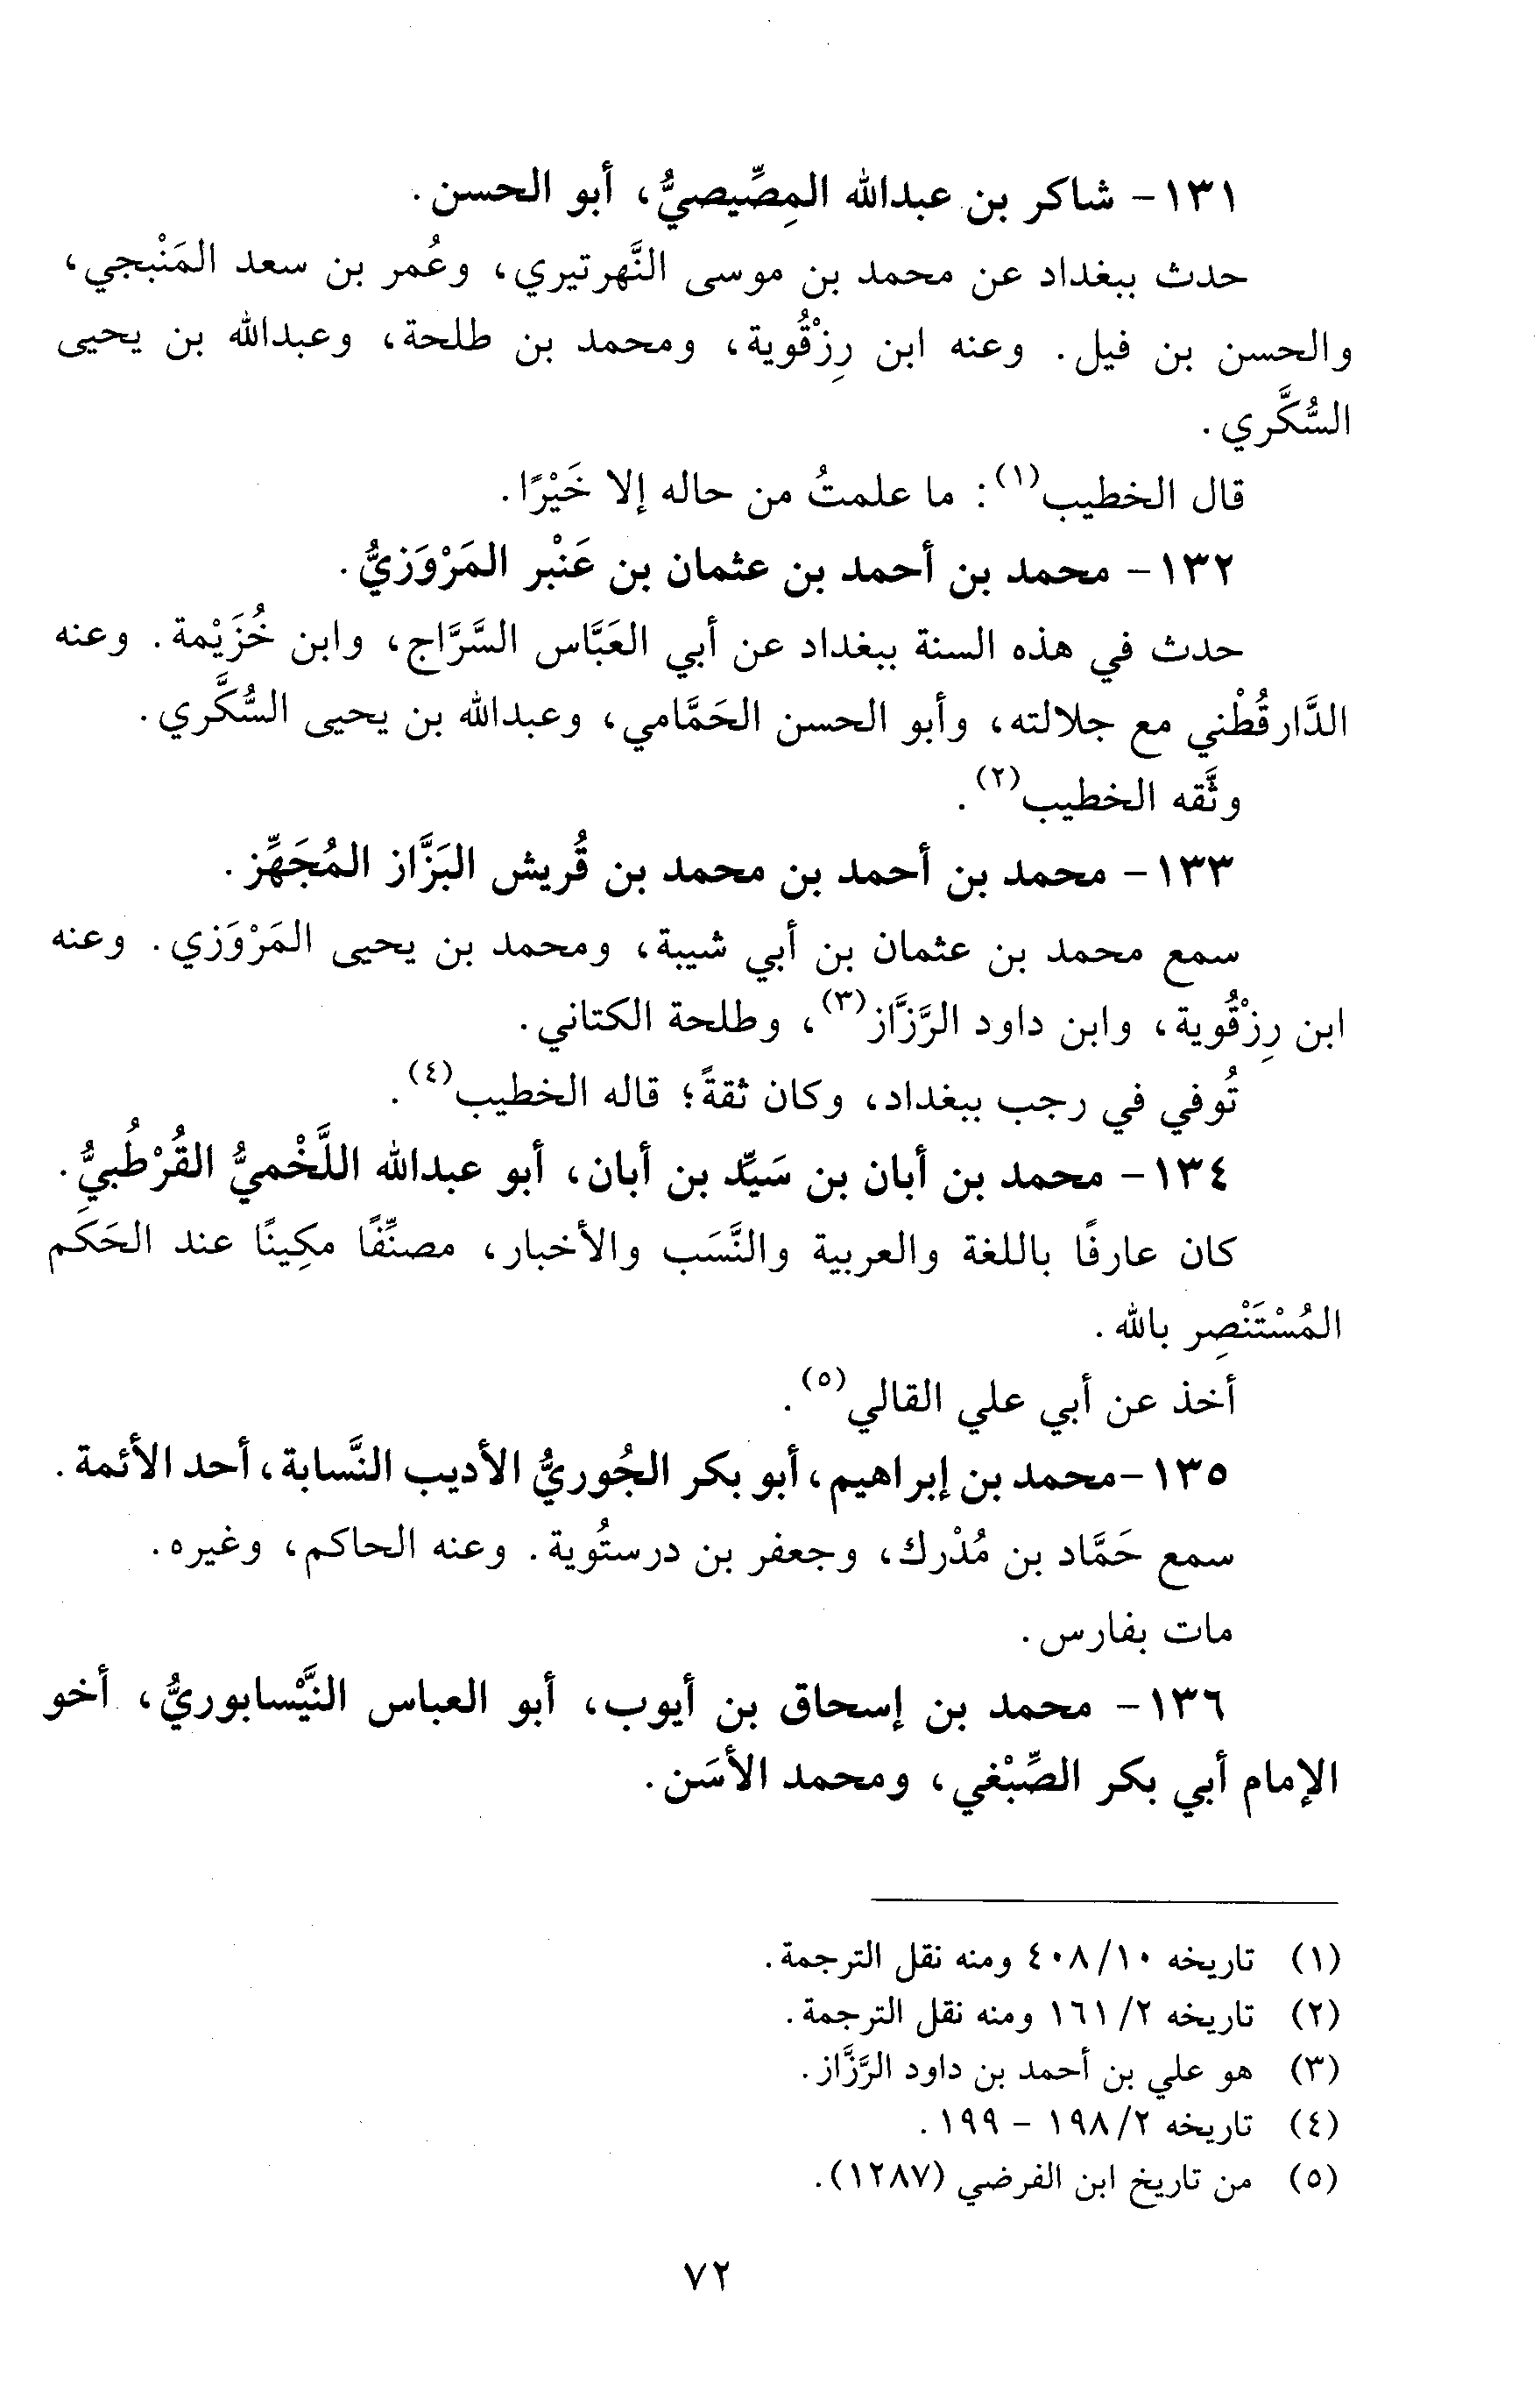 ١٣١- شاكر بن عبدالله المِصِّيصيُّ، أبو الحسن.
حدث ببغداد عن محمد بن موسى النَّهرتيري، وعُمر بن سعد المَنْبجي،
والحسن بن فيل. وعنه ابن رِزْقُوية، ومحمد بن طلحة، وعبدالله بن يحيى
السُّكَّري.
قال الخطيب(١): ما علمتُ من حاله إلا خَيْرًا.
١٣٢- محمد بن أحمد بن عثمان بن عَنْبر المَرْوَزيُّ.
حدث في هذه السنة ببغداد عن أبي العَبَّاس السَّرَّاج، وابن خُزَيْمة. وعنه
الدَّارقُطْني مع جلالته، وأبو الحسن الحَمَّامي، وعبدالله بن يحيى السُّكَّري.
وثَّقه الخطيب(٢).
١٣٣- محمد بن أحمد بن محمد بن قُريش البَزَّاز المُجَهِّز.
سمع محمد بن عثمان بن أبي شيبة، ومحمد بن يحيى المَرْوَزي. وعنه
ابن رِزْقُوية، وابن داود الرَّزَّاز(٣)، وطلحة الكتاني.
تُوفي في رجب ببغداد، وكان ثقةً؛ قاله الخطيب(٤).
١٣٤- محمد بن أبان بن سَيِّد بن أبان، أبو عبدالله اللَّخْميُّ القُرْطُبيُّ.
كان عارفًا باللغة والعربية والنَّسَب والأخبار، مصنِّفًا مكِينًا عند الحَكَم
المُسْتَنْصِر بالله.
أخذ عن أبي علي القالي(٥).
١٣٥-محمد بن إبراهيم، أبو بكر الجُوريُّ الأديب النَّسابة، أحد الأئمة.
سمع حَمَّاد بن مُدْرك، وجعفر بن درستُوية. وعنه الحاكم، وغيره.
مات بفارس.
١٣٦- محمد بن إسحاق بن أيوب، أبو العباس النَّيْسابوريُّ، أخو
الإمام أبي بكر الصِّبْغي، ومحمد الأسَن.
(١) تاريخه ٤٠٨/١٠ ومنه نقل الترجمة.
(٢) تاريخه ١٦١/٢ ومنه نقل الترجمة.
(٣) هو علي بن أحمد بن داود الرَّزَّاز.
(٤) تاريخه ١٩٨/٢ - ١٩٩.
(٥) من تاريخ ابن الفرضي (١٢٨٧).
٧٢